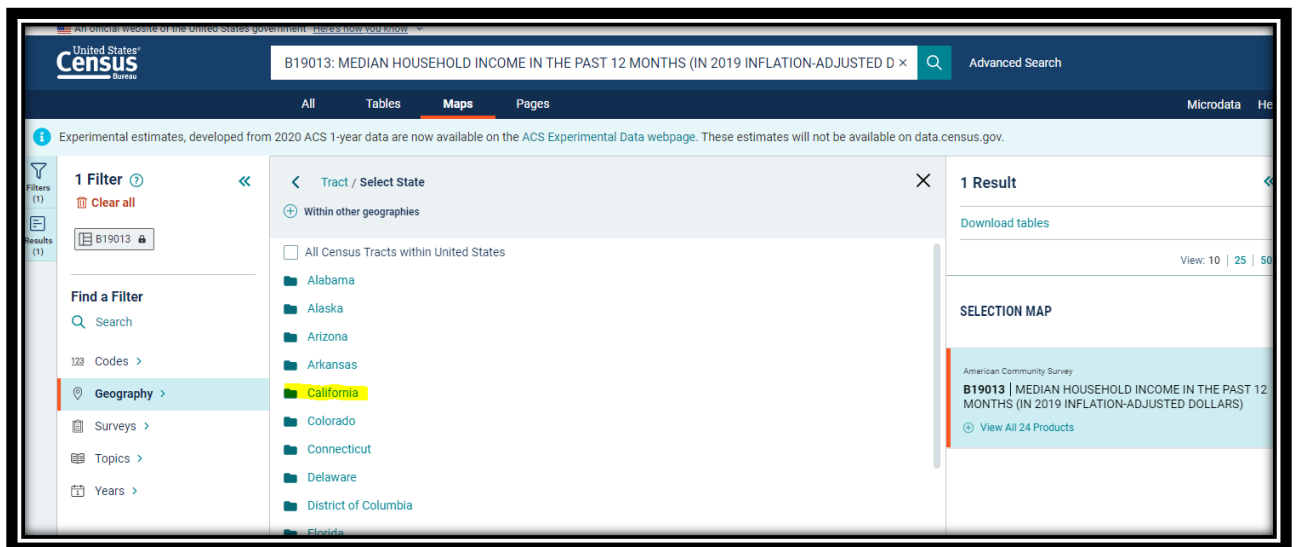 An official website of the United States government Here's how you know
United States®
Census
Bureau
B19013: MEDIAN HOUSEHOLD INCOME IN THE PAST 12 MONTHS (IN 2019 INFLATION-ADJUSTED D ×
Advanced Search
All Tables Maps Pages
Microdata He
Experimental estimates, developed from 2020 ACS 1-year data are now available on the ACS Experimental Data webpage. These estimates will not be available on data.census.gov.
Filters
(1)
Results
(1)
1 Filter
Clear all
B19013
Find a Filter
Search
123 Codes >
Geography >
Surveys >
Topics >
Years >
Tract / Select State
Within other geographies
All Census Tracts within United States
Alabama
Alaska
Arizona
Arkansas
California
Colorado
Connecticut
Delaware
District of Columbia
Florida
1 Result
Download tables
View: 10 | 25 | 50
SELECTION MAP
American Community Survey
B19013 | MEDIAN HOUSEHOLD INCOME IN THE PAST 12
MONTHS (IN 2019 INFLATION-ADJUSTED DOLLARS)
View All 24 Products